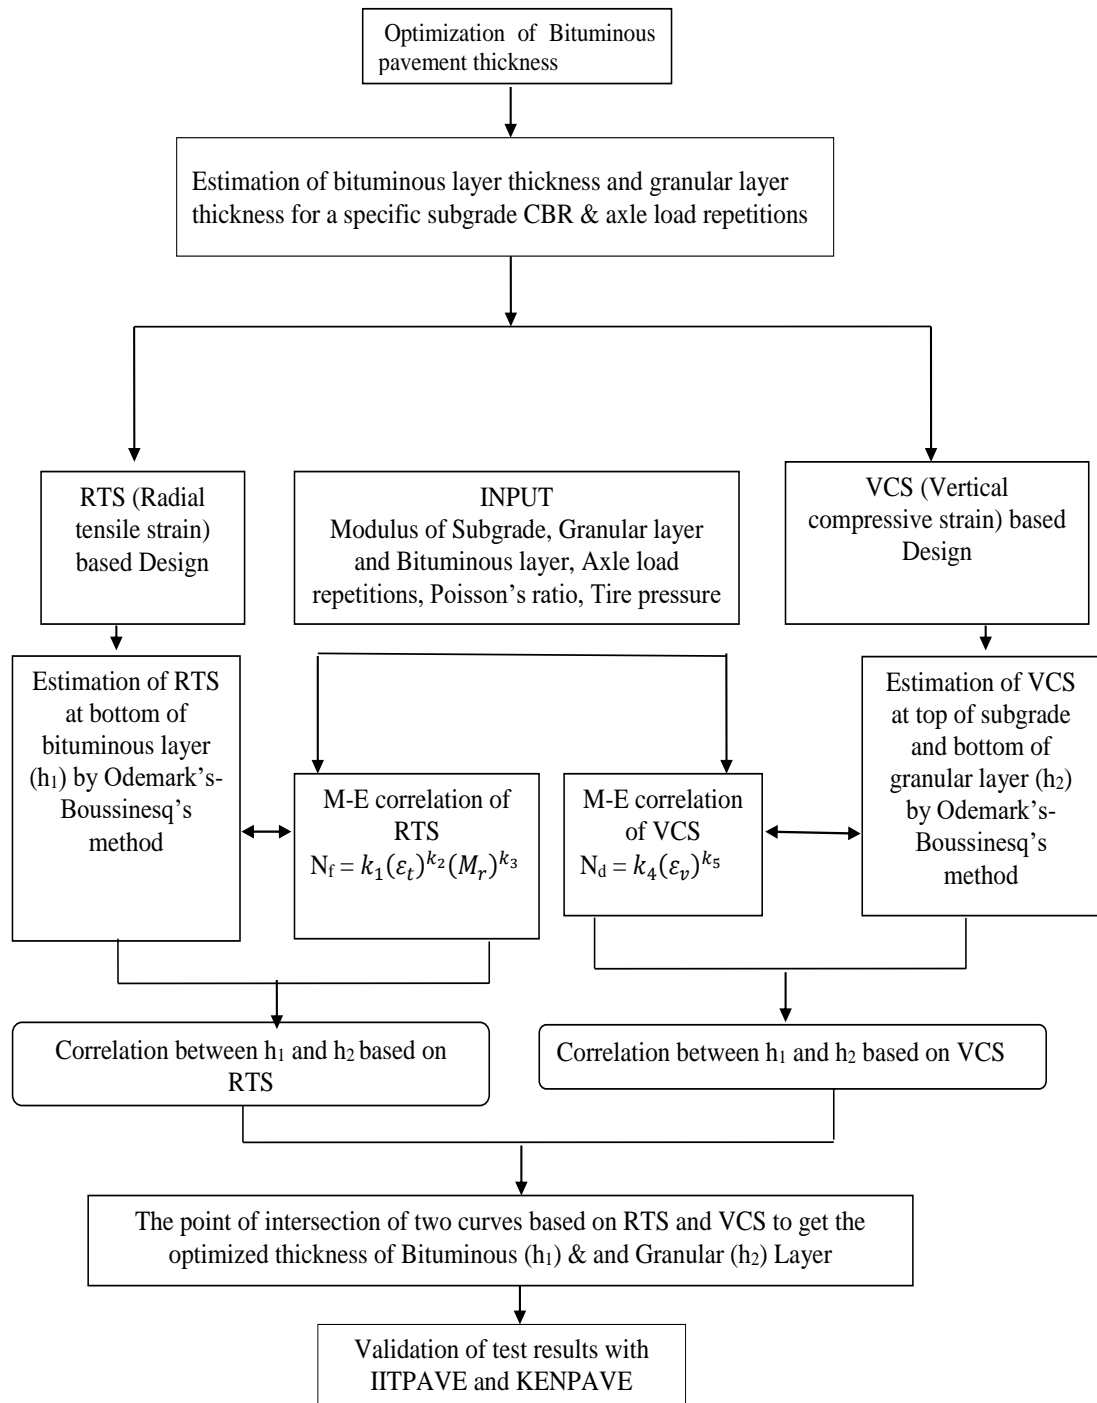 Optimization of Bituminous
pavement thickness
Estimation of bituminous layer thickness and granular layer
thickness for a specific subgrade CBR & axle load repetitions
RTS (Radial
tensile strain)
based Design
INPUT
Modulus of Subgrade, Granular layer
and Bituminous layer, Axle load
repetitions, Poisson's ratio, Tire pressure
VCS (Vertical
compressive strain) based
Design
Estimation of RTS
at bottom of
bituminous layer
(h₁) by Odemark's-
Boussinesq's
method
M-E correlation of
RTS
N_f = k₁(ε_t)^{k₂}(M_r)^{k₃}
M-E correlation
of VCS
N_d = k₄(ε_v)^{k₅}
Estimation of VCS
at top of subgrade
and bottom of
granular layer (h₂)
by Odemark's-
Boussinesq's
method
Correlation between h₁ and h₂ based on
RTS
Correlation between h₁ and h₂ based on VCS
The point of intersection of two curves based on RTS and VCS to get the
optimized thickness of Bituminous (h₁) & and Granular (h₂) Layer
Validation of test results with
IITPAVE and KENPAVE